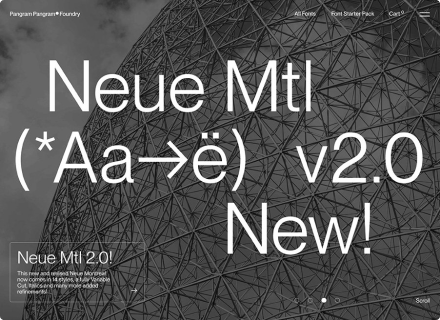 Pangram Pangram® Foundry
All Fonts
Font Starter Pack
Cart 0
Neue Mtl
(*Aa→ë) v2.0
New!
Neue Mtl 2.0!
This new and revised Neue Montreal
now comes in 14 styles, a fully Variable
Cut, Italics and many more added
refinements!
→
Scroll